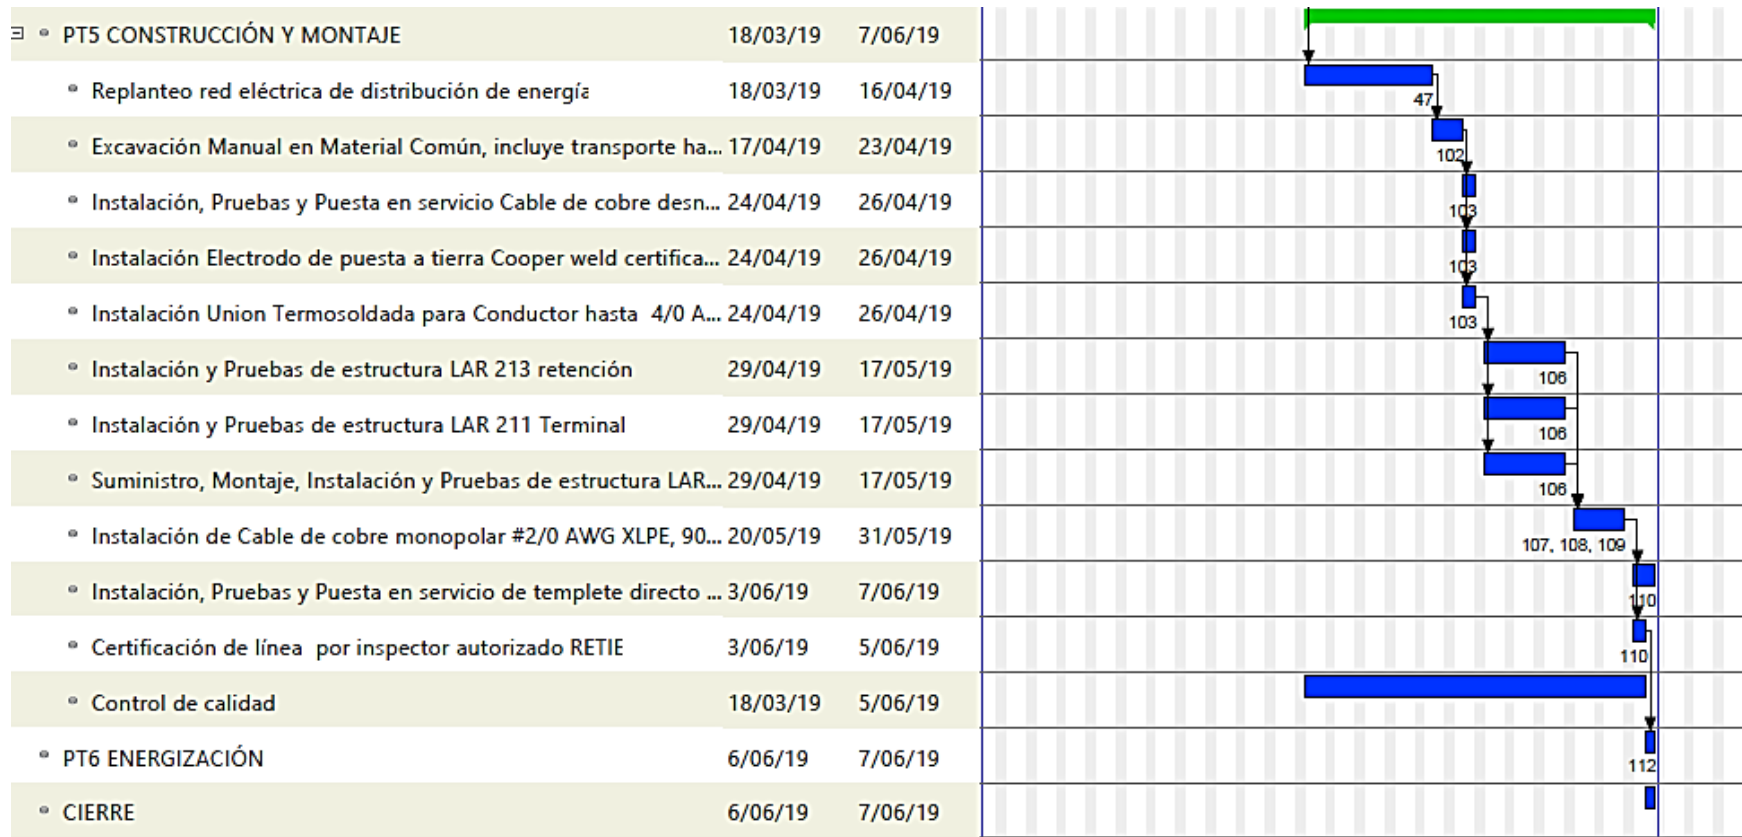 PT5 CONSTRUCCIÓN Y MONTAJE 18/03/19 7/06/19
Replanteo red eléctrica de distribución de energía 18/03/19 16/04/19
47
Excavación Manual en Material Común, incluye transporte ha... 17/04/19 23/04/19
102
Instalación, Pruebas y Puesta en servicio Cable de cobre desn... 24/04/19 26/04/19
103
Instalación Electrodo de puesta a tierra Cooper weld certifica... 24/04/19 26/04/19
103
Instalación Union Termosoldada para Conductor hasta 4/0 A... 24/04/19 26/04/19
103
Instalación y Pruebas de estructura LAR 213 retención 29/04/19 17/05/19
106
Instalación y Pruebas de estructura LAR 211 Terminal 29/04/19 17/05/19
106
Suministro, Montaje, Instalación y Pruebas de estructura LAR... 29/04/19 17/05/19
106
Instalación de Cable de cobre monopolar #2/0 AWG XLPE, 90... 20/05/19 31/05/19
107, 108, 109
Instalación, Pruebas y Puesta en servicio de templete directo ... 3/06/19 7/06/19
110
Certificación de línea por inspector autorizado RETIE 3/06/19 5/06/19
110
Control de calidad 18/03/19 5/06/19
PT6 ENERGIZACIÓN 6/06/19 7/06/19
112
CIERRE 6/06/19 7/06/19